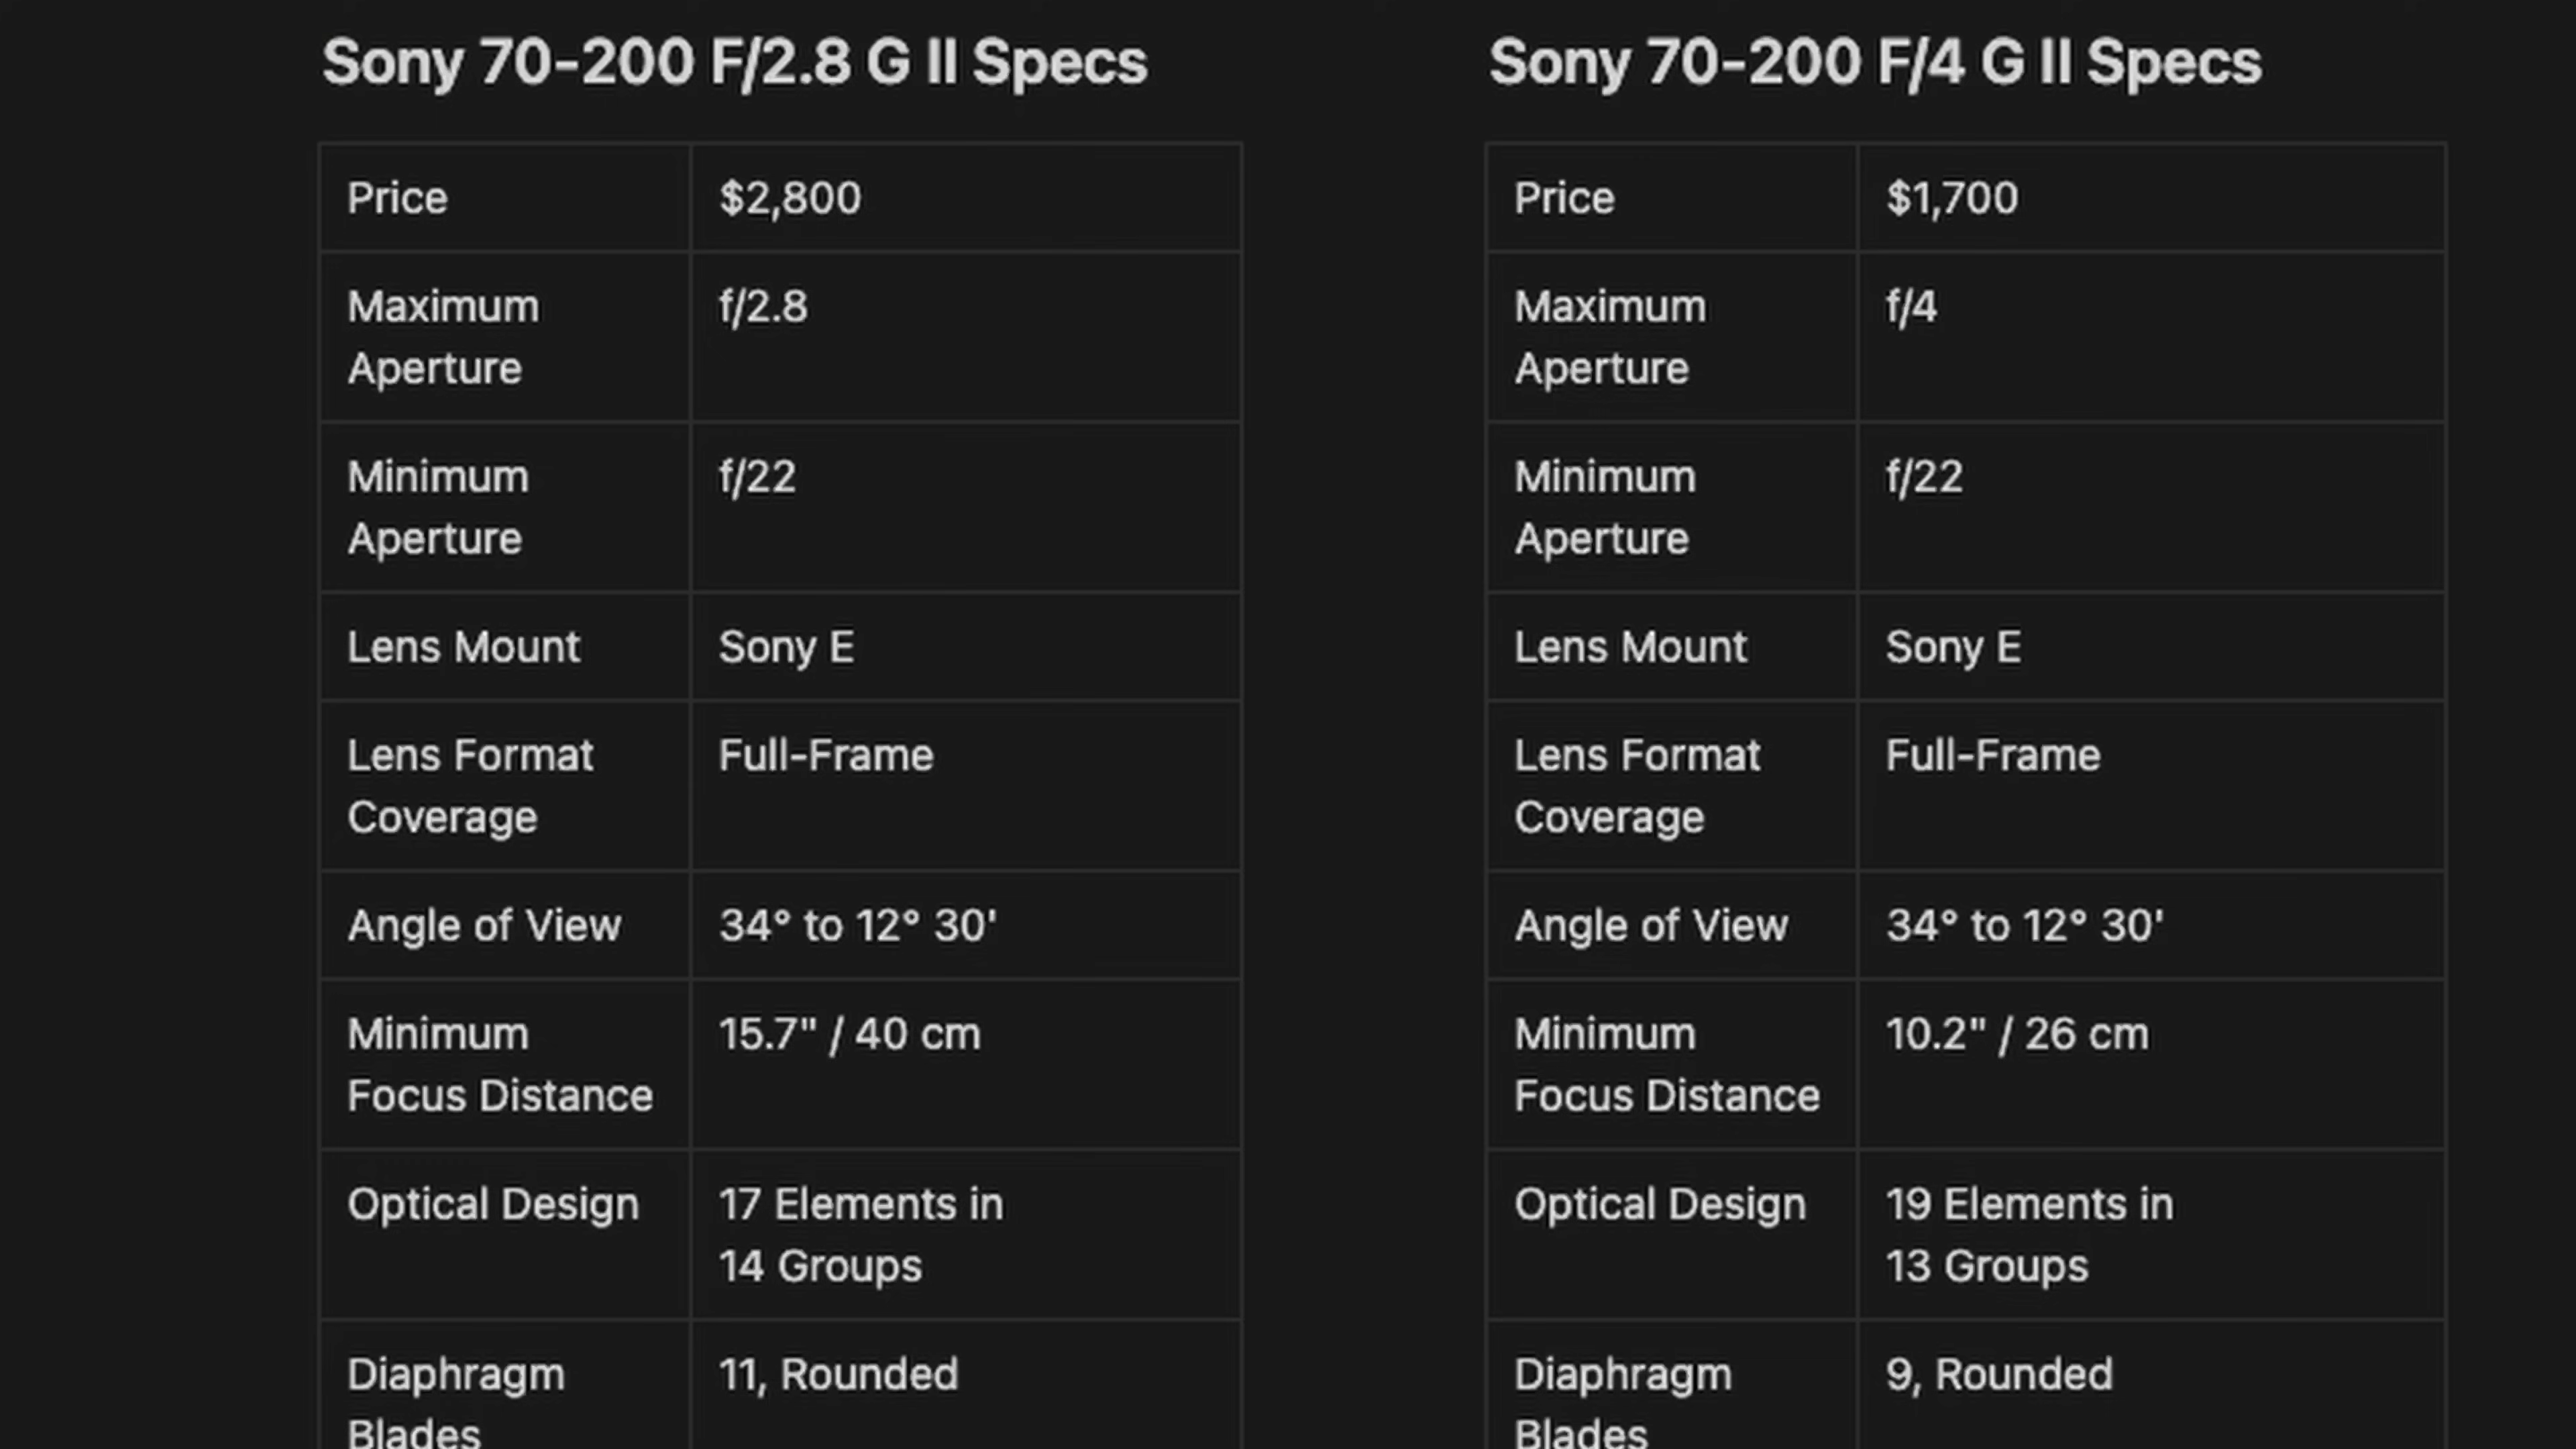 Sony 70-200 F/2.8 G II Specs
Price $2,800
Maximum f/2.8
Aperture
Minimum f/22
Aperture
Lens Mount Sony E
Lens Format Full-Frame
Coverage
Angle of View 34° to 12° 30'
Minimum 15.7" / 40 cm
Focus Distance
Optical Design 17 Elements in
14 Groups
Diaphragm 11, Rounded
Blades
Sony 70-200 F/4 G II Specs
Price $1,700
Maximum f/4
Aperture
Minimum f/22
Aperture
Lens Mount Sony E
Lens Format Full-Frame
Coverage
Angle of View 34° to 12° 30'
Minimum 10.2" / 26 cm
Focus Distance
Optical Design 19 Elements in
13 Groups
Diaphragm 9, Rounded
Blades